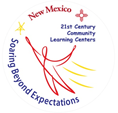 New Mexico
21st Century
Community
Learning Centers
Soaring Beyond Expectations